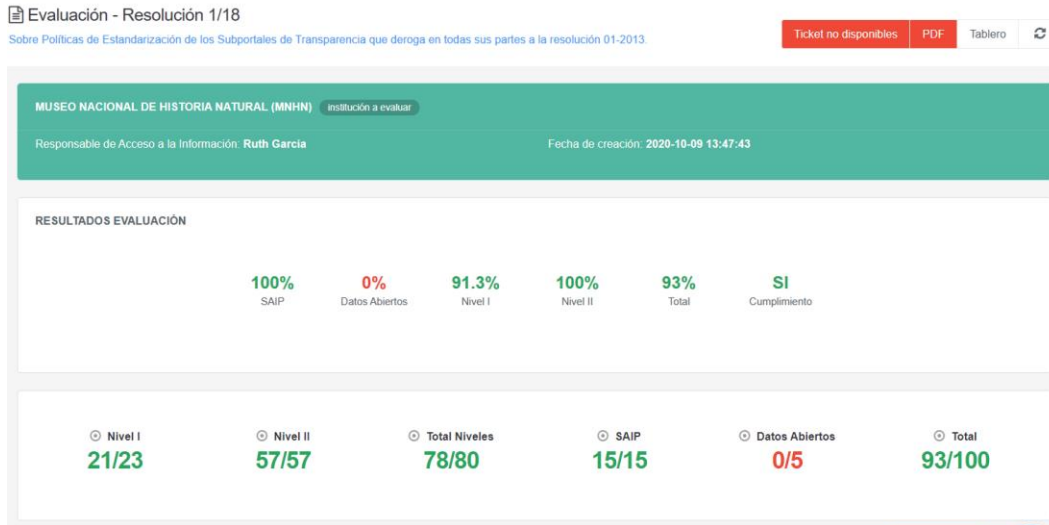 Evaluación - Resolución 1/18
Sobre Políticas de Estandarización de los Subportales de Transparencia que deroga en todas sus partes a la resolución 01-2013.
Ticket no disponibles PDF Tablero
MUSEO NACIONAL DE HISTORIA NATURAL (MNHN) institución a evaluar
Responsable de Acceso a la Información: Ruth Garcia Fecha de creación: 2020-10-09 13:47:43
RESULTADOS EVALUACIÓN
100% 0% 91.3% 100% 93% SI
SAIP Datos Abiertos Nivel I Nivel II Total Cumplimiento
Nivel I Nivel II Total Niveles SAIP Datos Abiertos Total
21/23 57/57 78/80 15/15 0/5 93/100